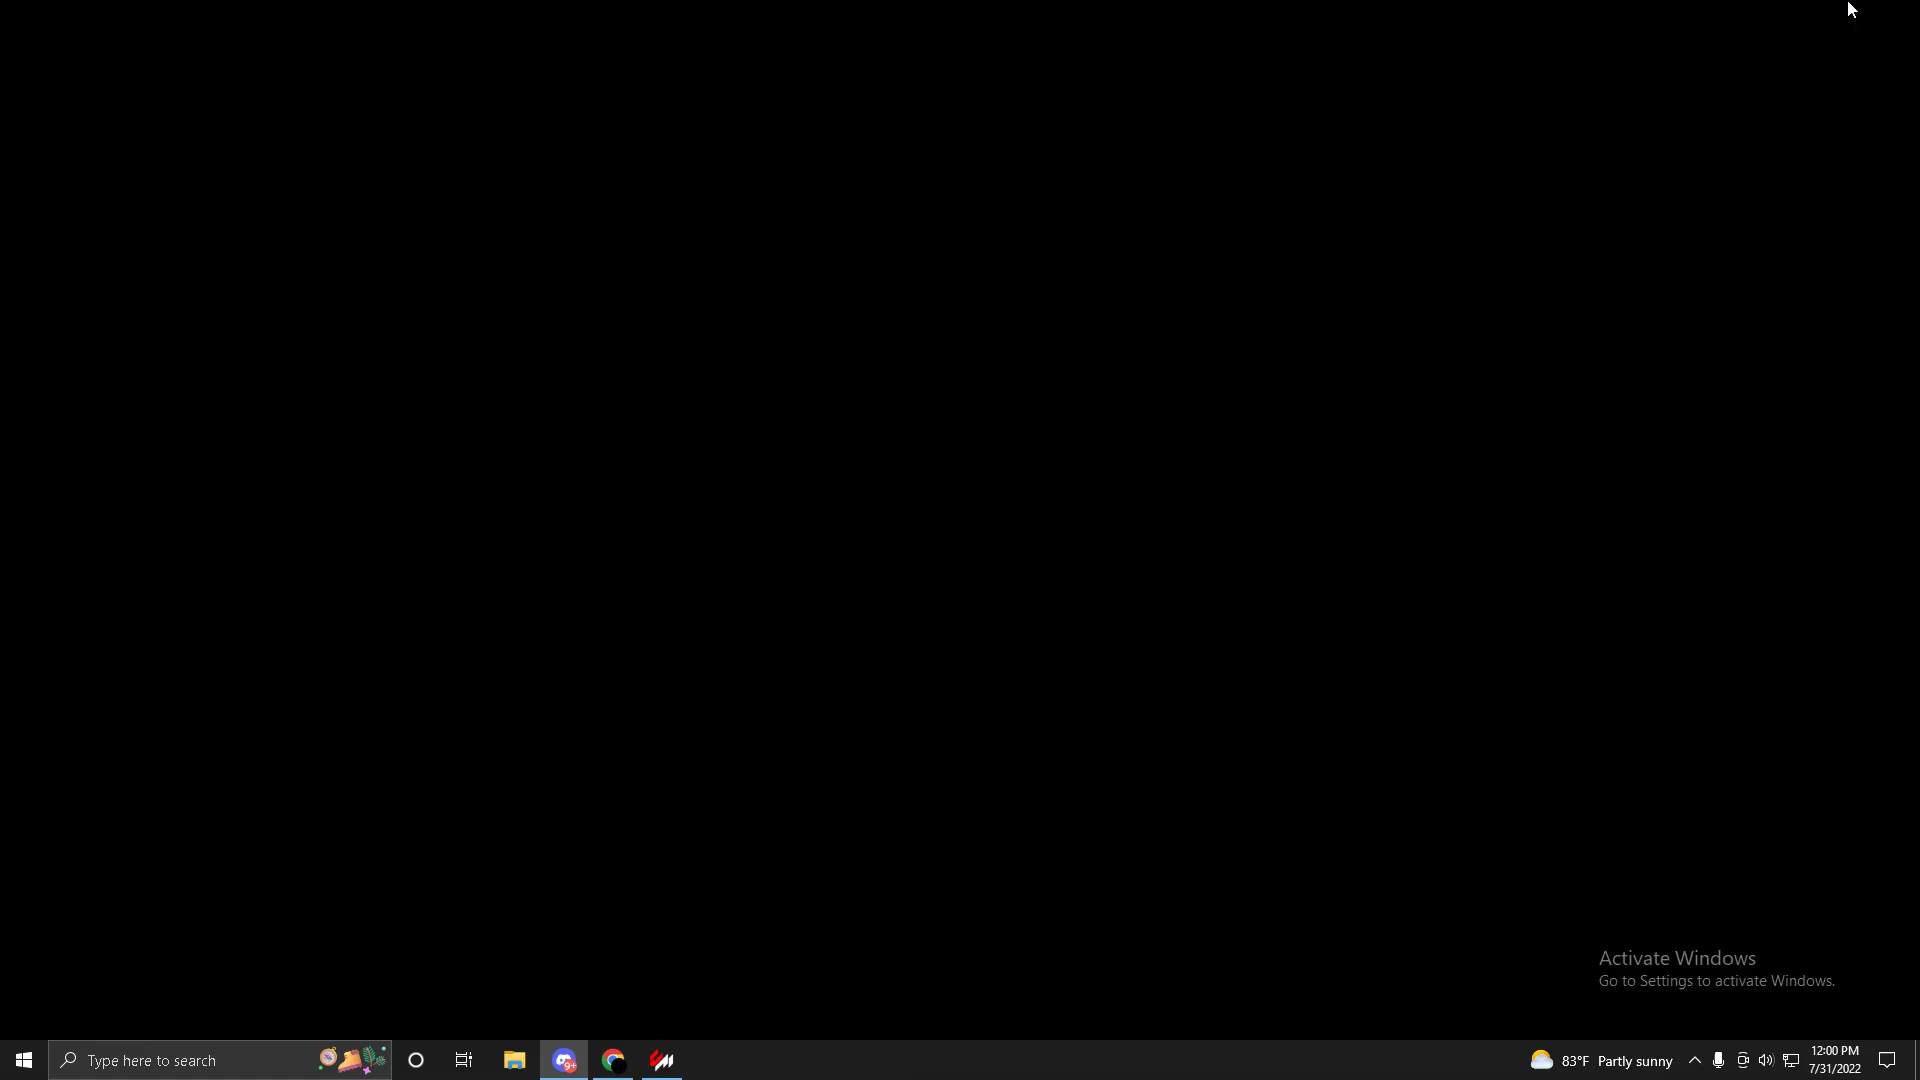 Activate Windows
Go to Settings to activate Windows.
Type here to search
9+
83°F Partly sunny
12:00 PM
7/31/2022